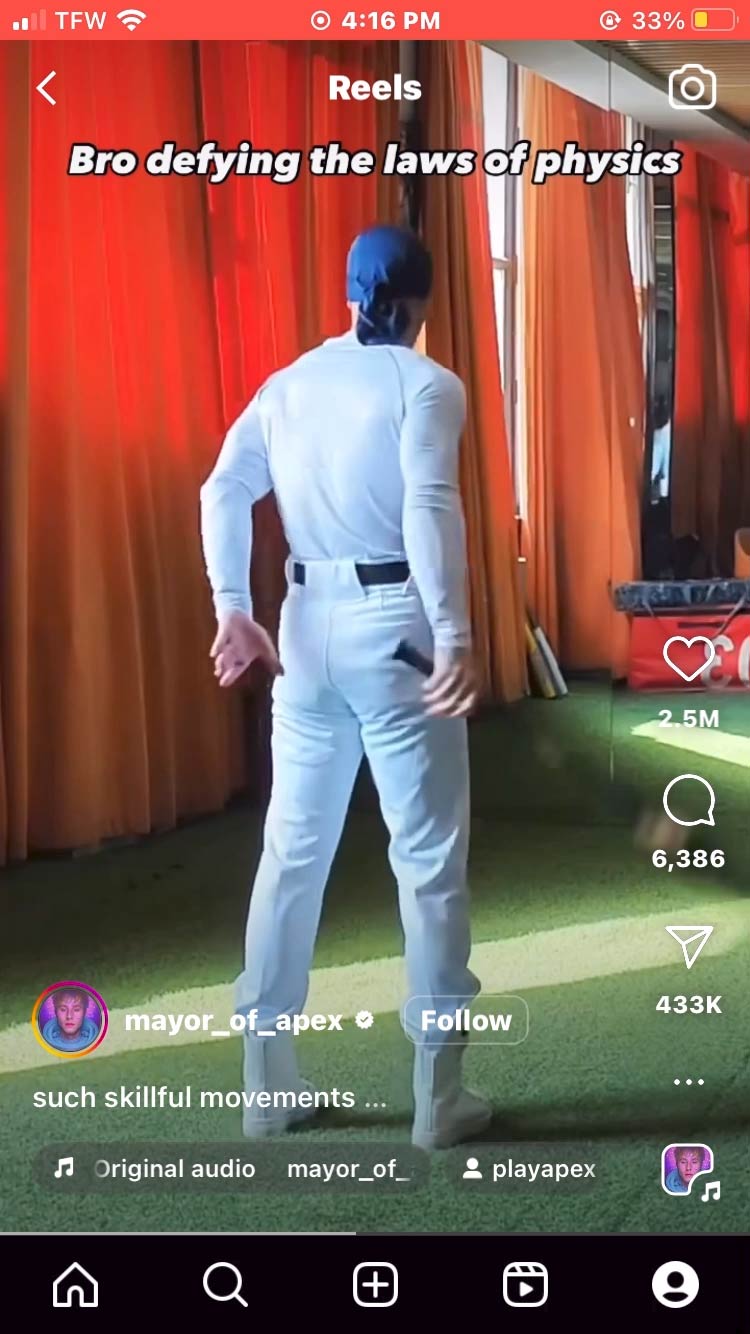 TFW 4:16 PM 33%
Reels
Bro defying the laws of physics
2.5M
6,386
433K
mayor_of_apex Follow
such skillful movements ...
Original audio mayor_of_ playapex